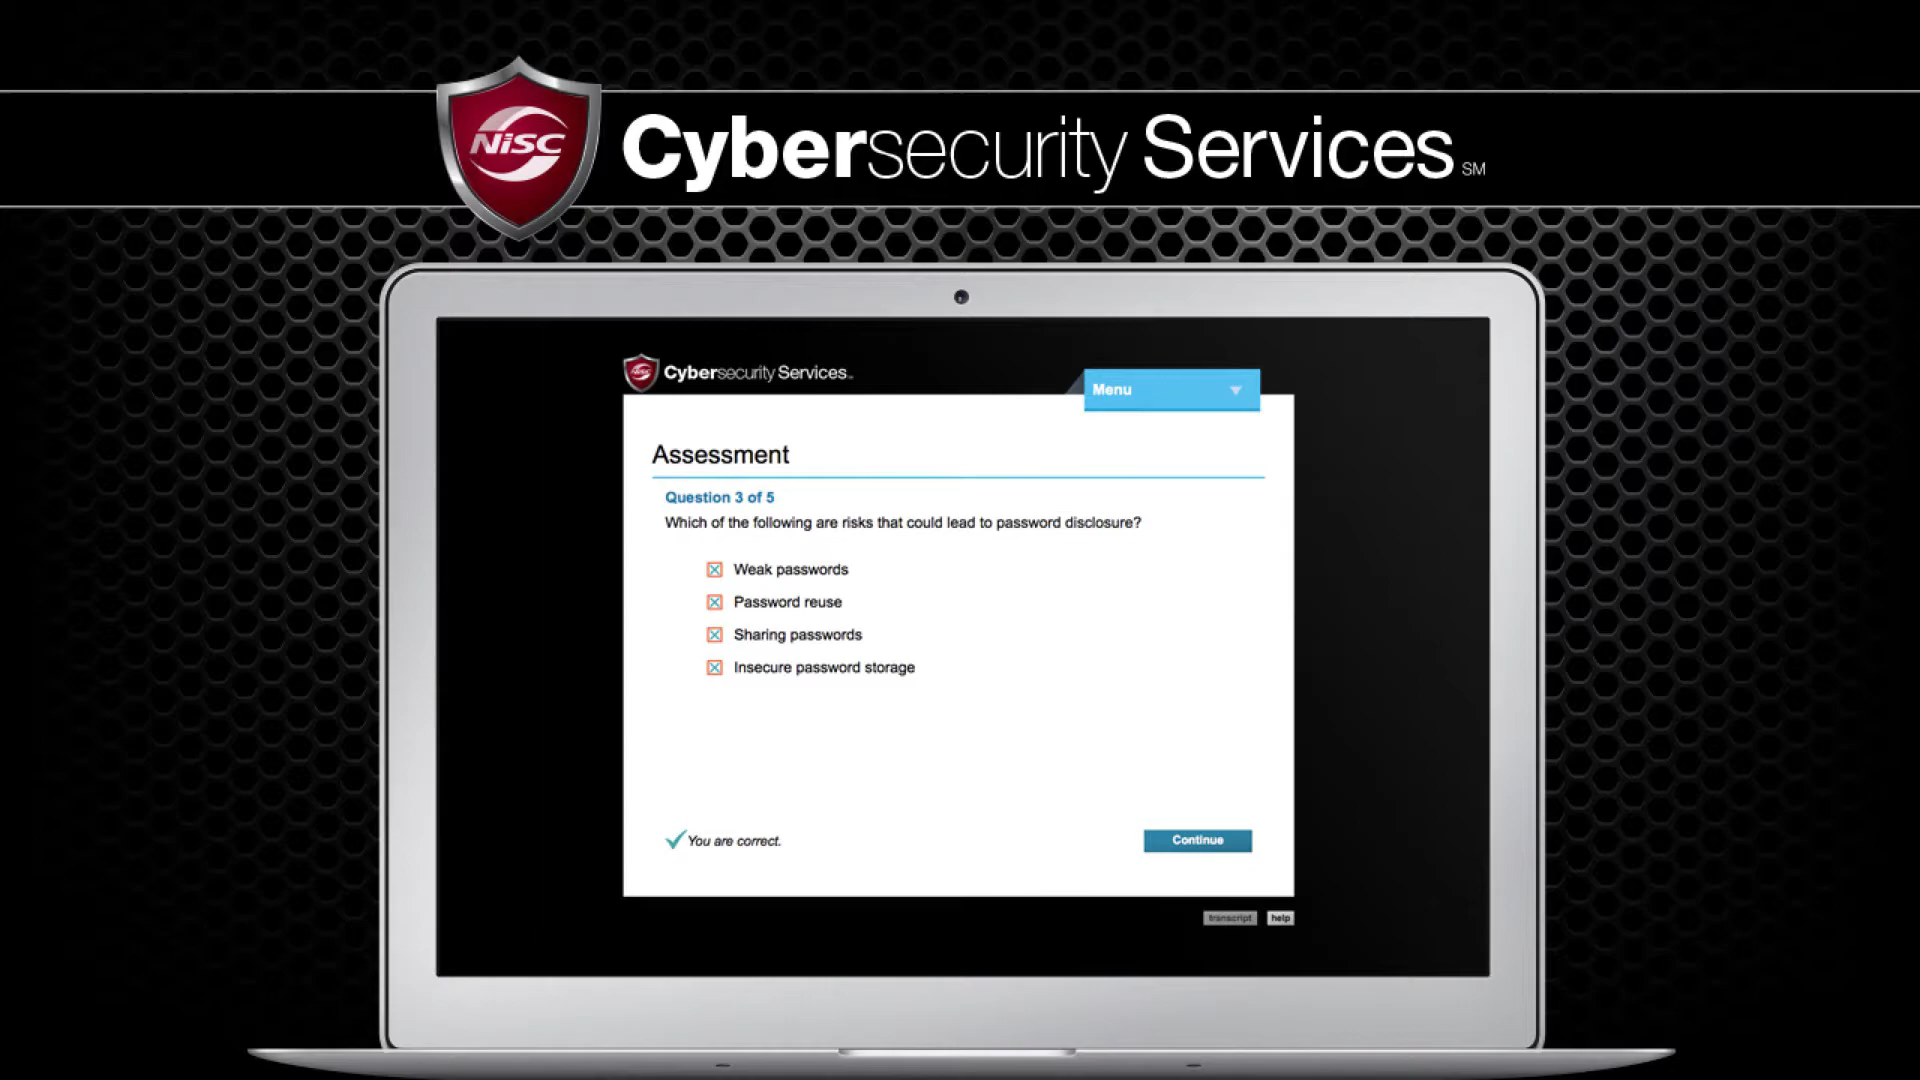 NiSC
Cybersecurity Services SM
Cybersecurity Services
Menu
Assessment
Question 3 of 5
Which of the following are risks that could lead to password disclosure?
Weak passwords
Password reuse
Sharing passwords
Insecure password storage
You are correct.
Continue
transcript help